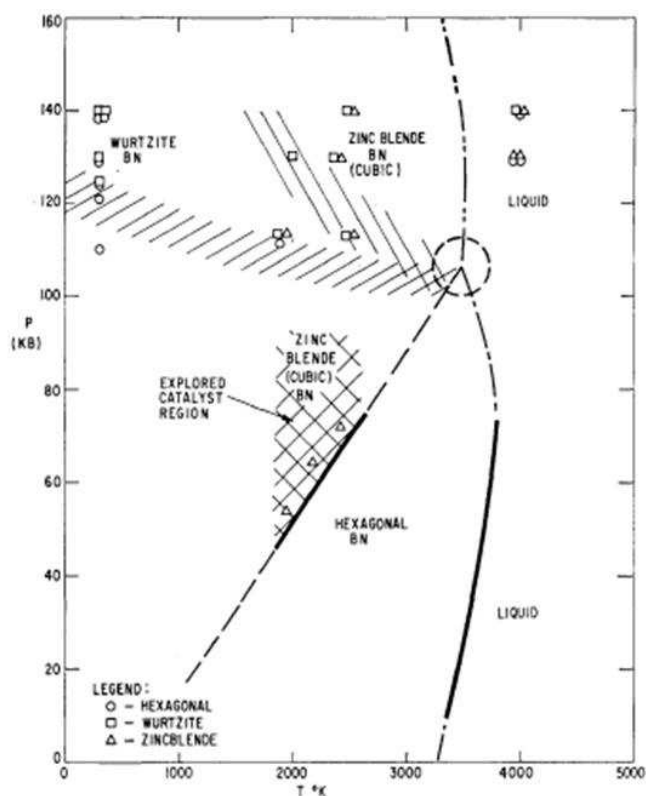 160
140
120
100
80
60
40
20
0
P
(KB)
WURTZITE
BN
ZINC BLENDE
BN
(CUBIC)
LIQUID
ZINC
BLENDE
(CUBIC)
BN
EXPLORED
CATALYST
REGION
HEXAGONAL
BN
LIQUID
LEGEND:
○ - HEXAGONAL
□ - WURTZITE
△ - ZINCBLENDE
0 1000 2000 3000 4000 5000
T °K